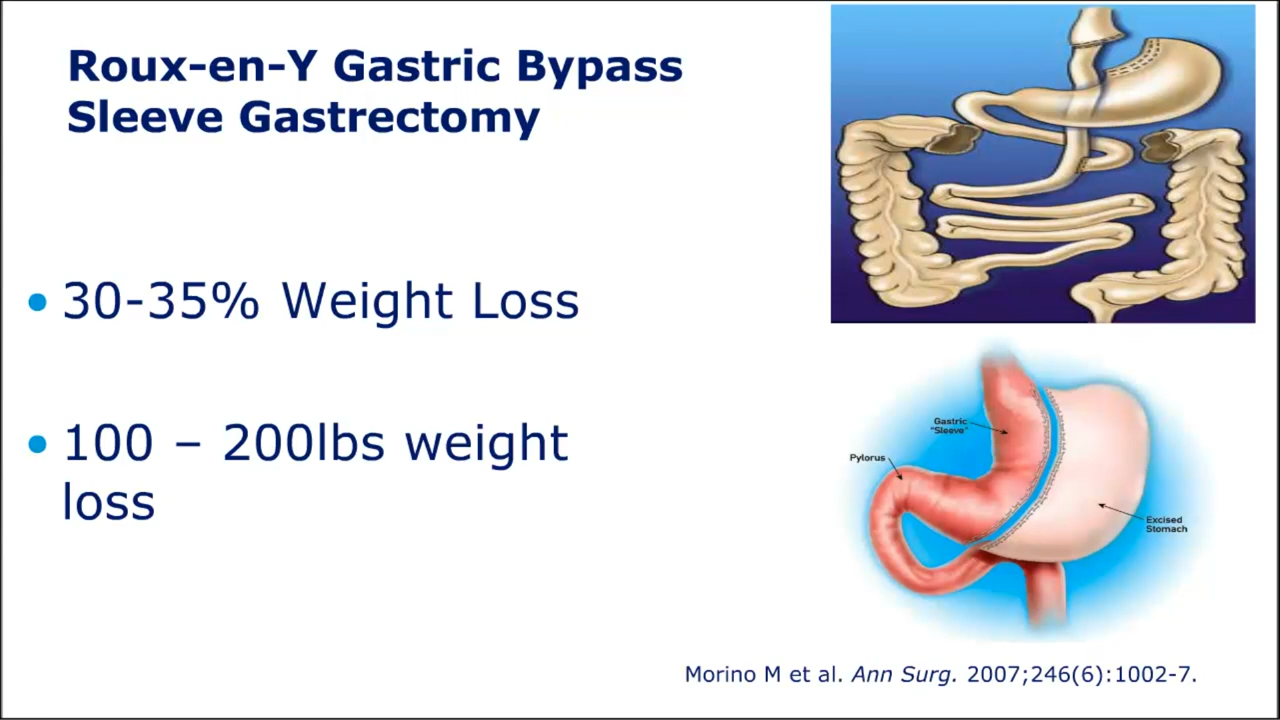 Roux-en-Y Gastric Bypass
Sleeve Gastrectomy
• 30-35% Weight Loss
• 100 – 200lbs weight
loss
Gastric
"Sleeve"
Pylorus
Excised
Stomach
Morino M et al. Ann Surg. 2007;246(6):1002-7.